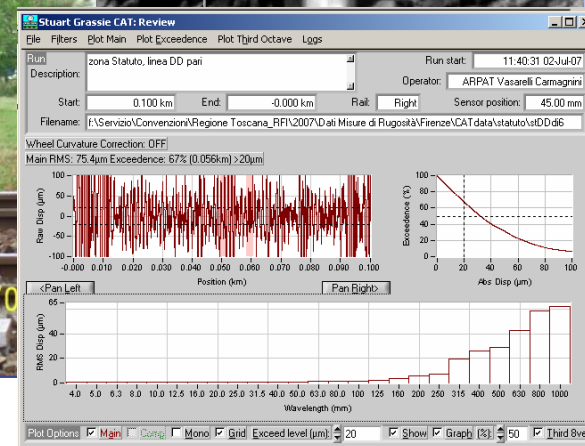 Stuart Grassie CAT: Review
File Filters Plot Main Plot Exceedence Plot Third Octave Logs
Run
Description: zona Statuto, linea DD pari
Run start: 11:40:31 02-Jul-07
Operator: ARPAT Vasarelli Carmagnini
Start: 0.100 km End: -0.000 km Rail: Right Sensor position: 45.00 mm
Filename: f:\Servizio\Convenzioni\Regione Toscana_RFI\2007\Dati Misure di Rugosità\Firenze\CATdata\statuto\stDDdi6
Wheel Curvature Correction: OFF
Main RMS: 75.4µm Exceedence: 67% (0.056km) >20µm
Raw Disp (µm)
100
50
0
-50
-100
-0.000 0.010 0.020 0.030 0.040 0.050 0.060 0.070 0.080 0.090 0.100
Position (km)
Exceedence (%)
100
80
60
40
20
0
0 20 40 60 80 100
Abs Disp (µm)
<Pan Left
Pan Right>
RMS Disp (µm)
65
40
20
0
4.0 5.0 6.3 8.0 10.0 12.5 16.0 20.0 25.0 31.5 40.0 50.0 63.0 80.0 100 125 160 200 250 315 400 500 630 800 1000
Wavelength (mm)
Plot Options Main Comp Mono Grid Exceed level (µm): 20 Show Graph (%): 50 Third 8ve